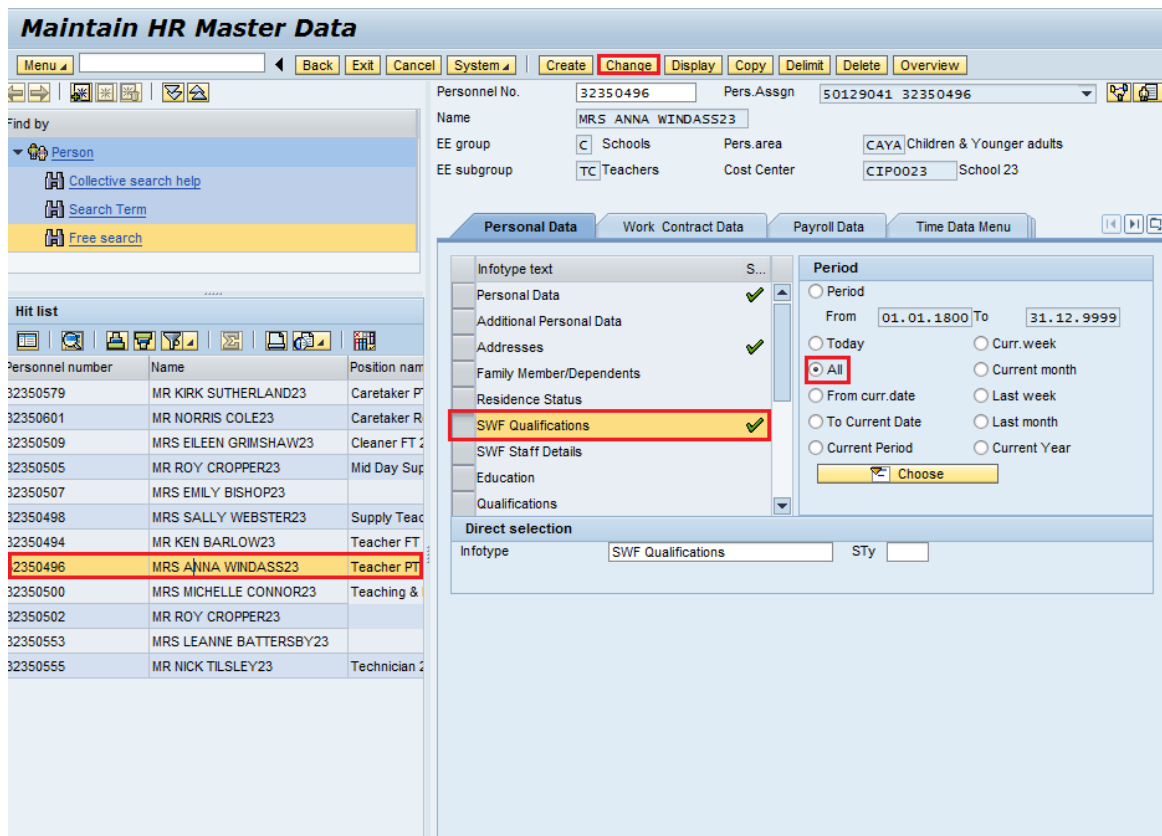 Maintain HR Master Data
Menu Back Exit Cancel System Create Change Display Copy Delimit Delete Overview
Find by
Person
Collective search help
Search Term
Free search
Hit list
Personnel number Name Position nam
32350579 MR KIRK SUTHERLAND23 Caretaker PT
32350601 MR NORRIS COLE23 Caretaker R
32350509 MRS EILEEN GRIMSHAW23 Cleaner FT 2
32350505 MR ROY CROPPER23 Mid Day Sup
32350507 MRS EMILY BISHOP23
32350498 MRS SALLY WEBSTER23 Supply Teac
32350494 MR KEN BARLOW23 Teacher FT
32350496 MRS ANNA WINDASS23 Teacher PT
32350500 MRS MICHELLE CONNOR23 Teaching &
32350502 MR ROY CROPPER23
32350553 MRS LEANNE BATTERSBY23
32350555 MR NICK TILSLEY23 Technician 2
Personnel No. 32350496 Pers.Assgn 50129041 32350496
Name MRS ANNA WINDASS23
EE group C Schools Pers.area CAYA Children & Younger adults
EE subgroup TC Teachers Cost Center CIP0023 School 23
Personal Data Work Contract Data Payroll Data Time Data Menu
Infotype text S...
Personal Data
Additional Personal Data
Addresses
Family Member/Dependents
Residence Status
SWF Qualifications
SWF Staff Details
Education
Qualifications
Period
Period
From 01.01.1800 To 31.12.9999
Today Curr.week
All Current month
From curr.date Last week
To Current Date Last month
Current Period Current Year
Choose
Direct selection
Infotype SWF Qualifications STy